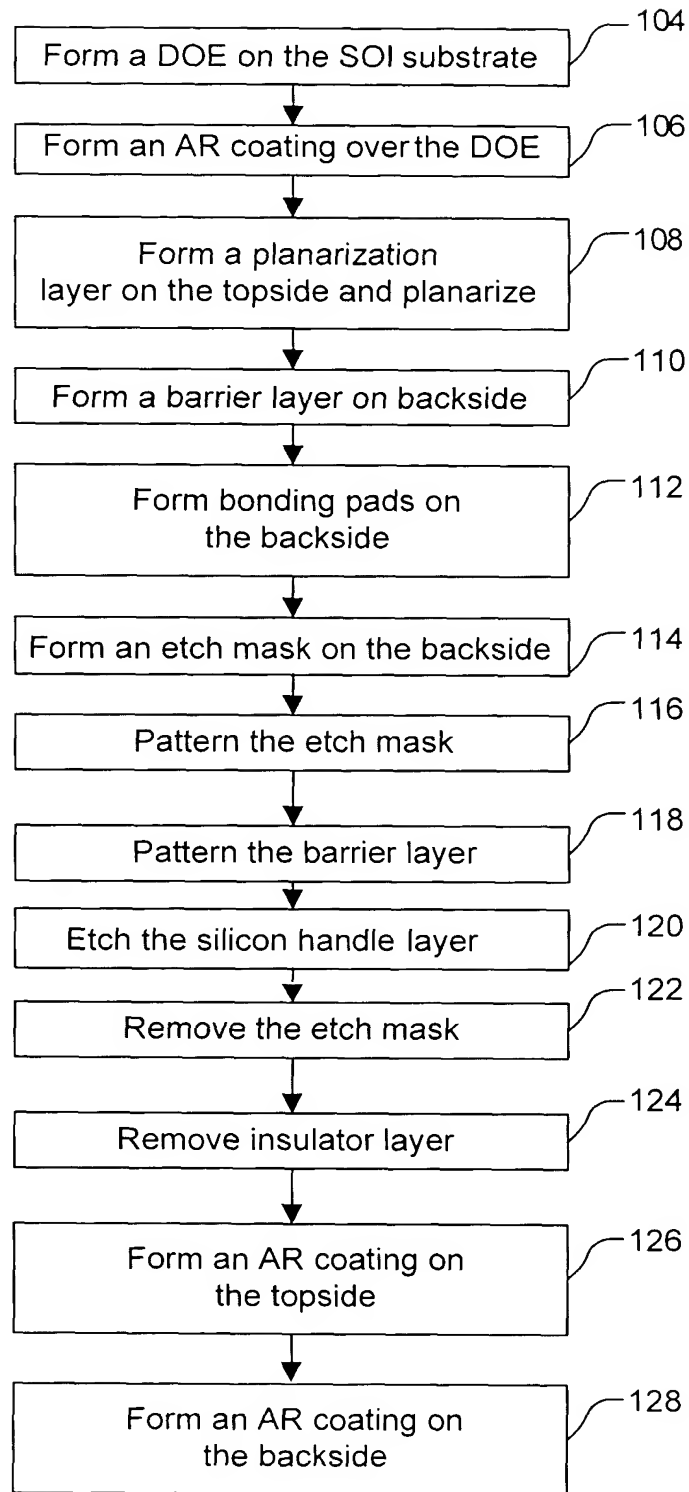 104
Form a DOE on the SOI substrate
106
Form an AR coating over the DOE
108
Form a planarization
layer on the topside and planarize
110
Form a barrier layer on backside
112
Form bonding pads on
the backside
Form an etch mask on the backside
114
116
Pattern the etch mask
118
Pattern the barrier layer
Etch the silicon handle layer
120
122
Remove the etch mask
124
Remove insulator layer
126
Form an AR coating on
the topside
128
Form an AR coating on
the backside